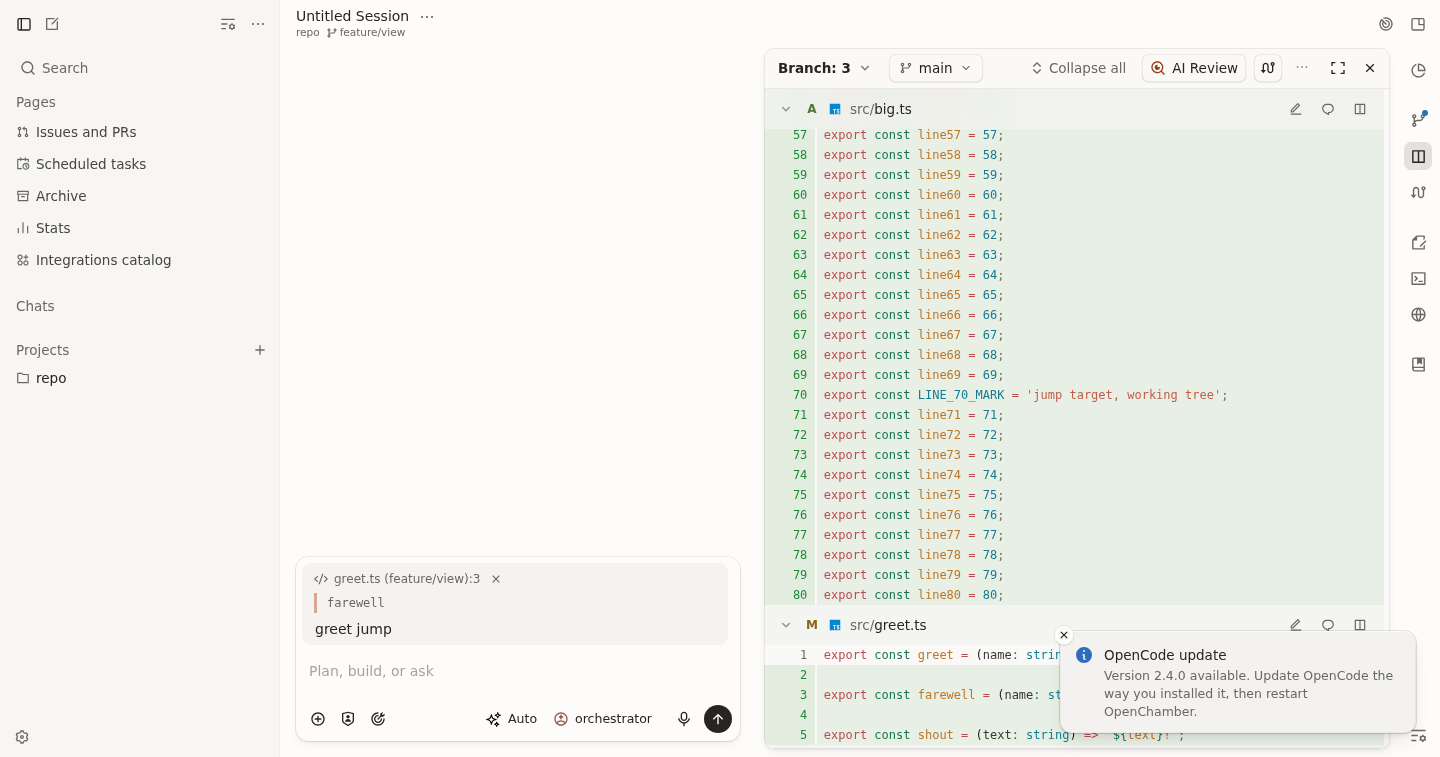 Untitled Session
repo feature/view
Search
Pages
Issues and PRs
Scheduled tasks
Archive
Stats
Integrations catalog
Chats
Projects
repo
greet.ts (feature/view):3
farewell
greet jump
Plan, build, or ask
Auto orchestrator
Branch: 3 main Collapse all AI Review
A TS src/big.ts
57 export const line57 = 57;
58 export const line58 = 58;
59 export const line59 = 59;
60 export const line60 = 60;
61 export const line61 = 61;
62 export const line62 = 62;
63 export const line63 = 63;
64 export const line64 = 64;
65 export const line65 = 65;
66 export const line66 = 66;
67 export const line67 = 67;
68 export const line68 = 68;
69 export const line69 = 69;
70 export const LINE_70_MARK = 'jump target, working tree';
71 export const line71 = 71;
72 export const line72 = 72;
73 export const line73 = 73;
74 export const line74 = 74;
75 export const line75 = 75;
76 export const line76 = 76;
77 export const line77 = 77;
78 export const line78 = 78;
79 export const line79 = 79;
80 export const line80 = 80;
M TS src/greet.ts
1 export const greet = (name: strin
2
3 export const farewell = (name: st
4
5 export const shout = (text: string) => `${text}!`;
OpenCode update
Version 2.4.0 available. Update OpenCode the
way you installed it, then restart
OpenChamber.